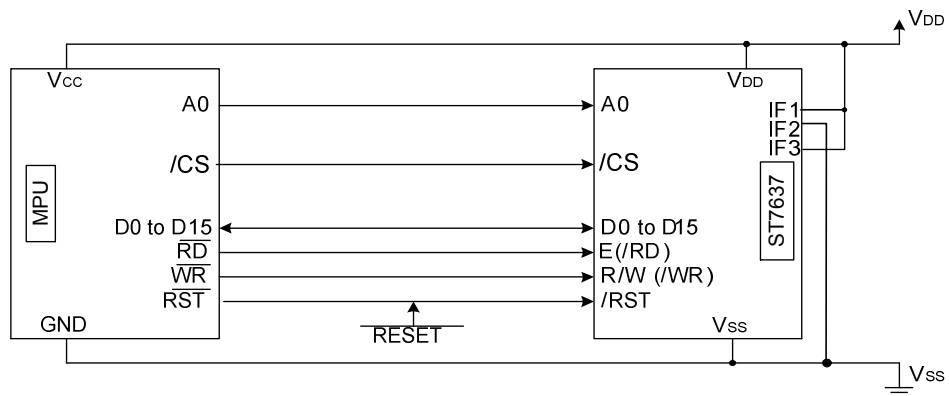 VDD
VCC
VDD
A0
A0
IF1
IF2
IF3
/CS
/CS
MPU
ST7637
D0 to D15
D0 to D15
RD
E(/RD)
WR
R/W (/WR)
RST
/RST
GND
RESET
VSS
VSS